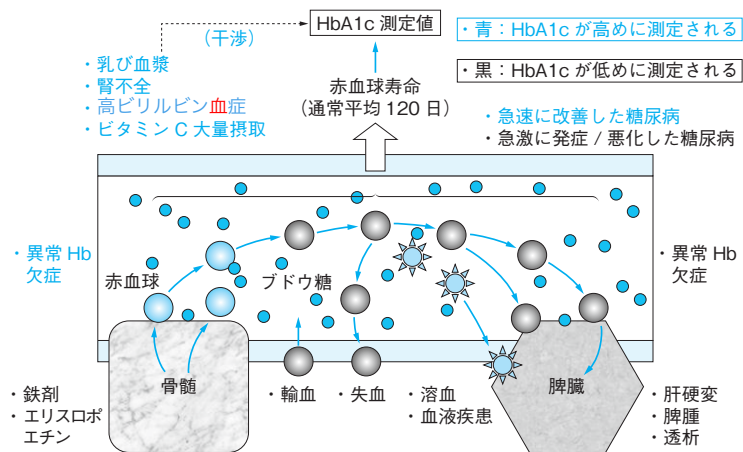 HbA1c 測定値
(干渉)
・青：HbA1c が高めに測定される
・黒：HbA1c が低めに測定される
・乳び血漿
・腎不全
・高ビリルビン血症
・ビタミン C 大量摂取
赤血球寿命
(通常平均 120 日)
・急速に改善した糖尿病
・急激に発症 / 悪化した糖尿病
・異常 Hb
欠症
赤血球
ブドウ糖
・異常 Hb
欠症
骨髄
・鉄剤
・エリスロポ
エチン
・輸血
・失血
・溶血
・血液疾患
脾臓
・肝硬変
・脾腫
・透析